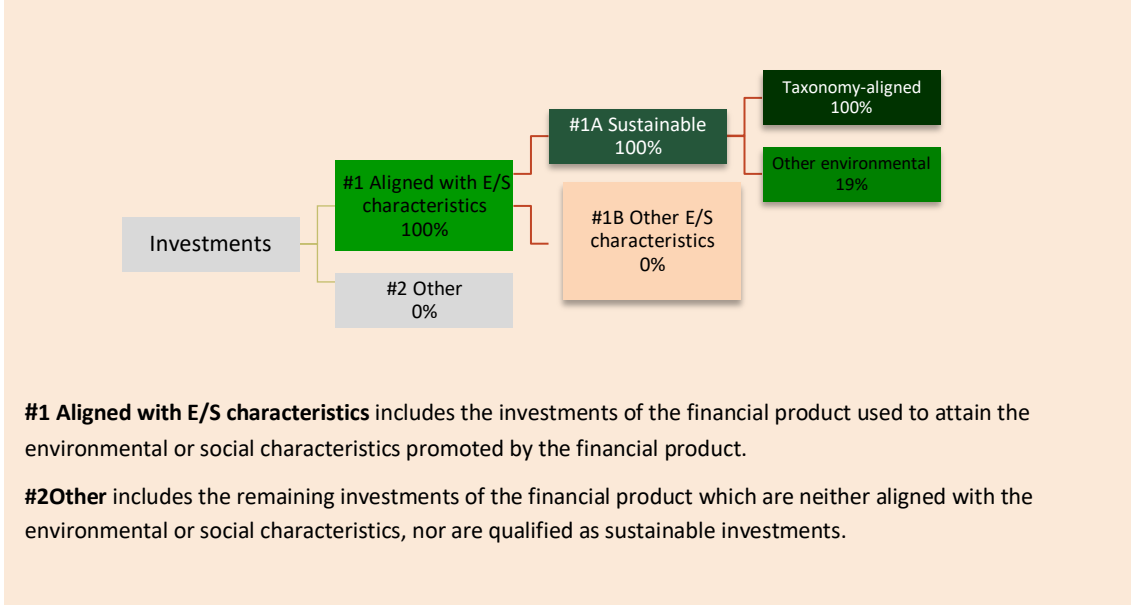 Taxonomy-aligned
100%
#1A Sustainable
100%
Other environmental
19%
#1 Aligned with E/S
characteristics
100%
#1B Other E/S
characteristics
0%
Investments
#2 Other
0%
#1 Aligned with E/S characteristics includes the investments of the financial product used to attain the
environmental or social characteristics promoted by the financial product.
#2Other includes the remaining investments of the financial product which are neither aligned with the
environmental or social characteristics, nor are qualified as sustainable investments.